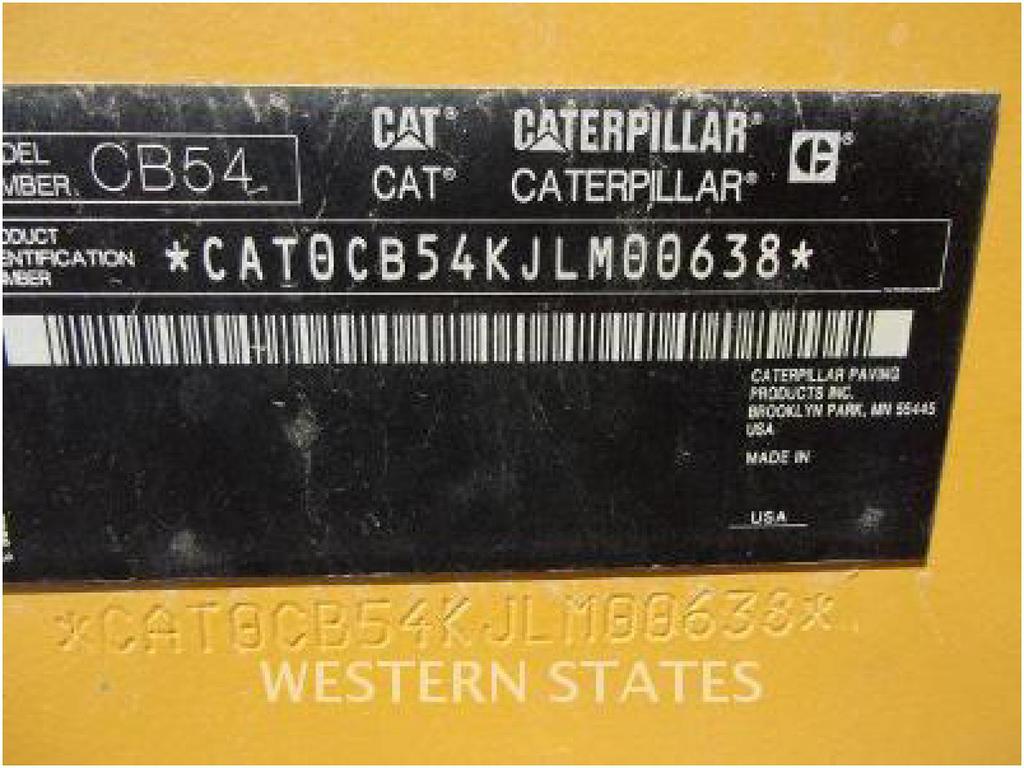 CAT® CATERPILLAR®
CAT® CATERPILLAR®
ODEL
MBER. CB54
ODUCT
ENTIFICATION
MBER
*CAT0CB54KJLM00638*
CATERPILLAR PAVING
PRODUCTS INC.
BROOKLYN PARK, MN 55445
USA
MADE IN
USA
*CAT0CB54KJLM00638*
WESTERN STATES